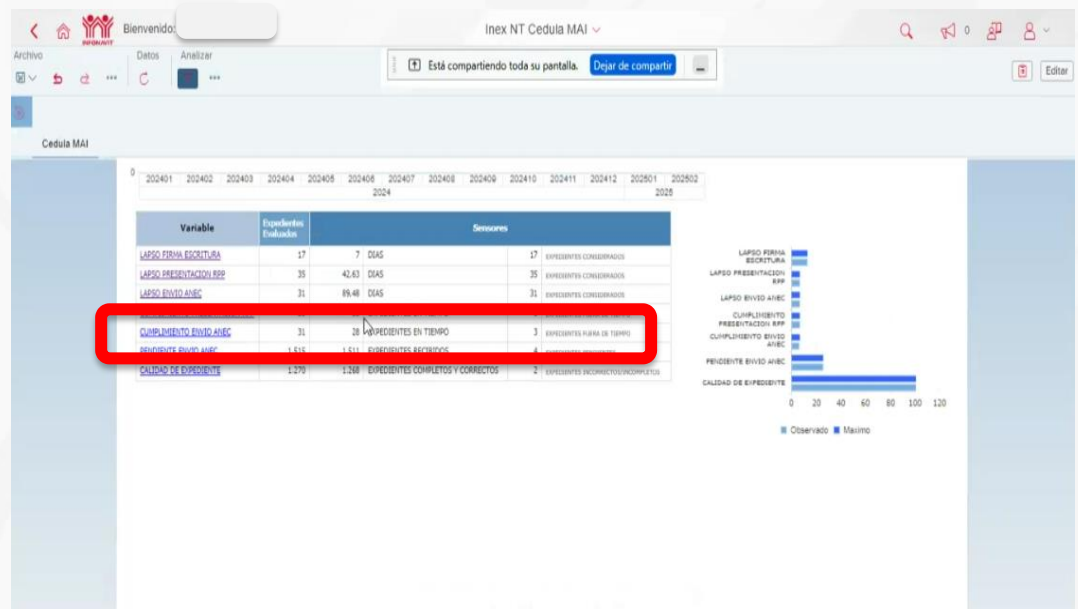 Bienvenido:
Inex NT Cedula MAI
INFONAVIT
0
Archivo
Datos
Analizar
Está compartiendo toda su pantalla.
Dejar de compartir
Editar
Cedula MAI
0
202401 202402 202403 202404 202405 202406 202407 202408 202409 202410 202411 202412 202501 202502
2024 2025
Variable Expedientes Evaluados Sensores
LAPSO FIRMA ESCRITURA 17 7 DIAS 17 EXPEDIENTES CONSIDERADOS
LAPSO PRESENTACION RPP 35 42.63 DIAS 35 EXPEDIENTES CONSIDERADOS
LAPSO ENVIO ANEC 31 89.48 DIAS 31 EXPEDIENTES CONSIDERADOS
CUMPLIMIENTO ENVIO ANEC 31 28 EXPEDIENTES EN TIEMPO 3 EXPEDIENTES FUERA DE TIEMPO
PENDIENTE ENVIO ANEC 1.515 1.511 EXPEDIENTES RECIBIDOS 4
CALIDAD DE EXPEDIENTE 1.270 1.268 EXPEDIENTES COMPLETOS Y CORRECTOS 2 EXPEDIENTES INCORRECTOS/INCOMPLETOS
LAPSO FIRMA
ESCRITURA
LAPSO PRESENTACION
RPP
LAPSO ENVIO ANEC
CUMPLIMIENTO
PRESENTACION RPP
CUMPLIMIENTO ENVIO
ANEC
PENDIENTE ENVIO ANEC
CALIDAD DE EXPEDIENTE
0 20 40 60 80 100 120
Observado Maximo